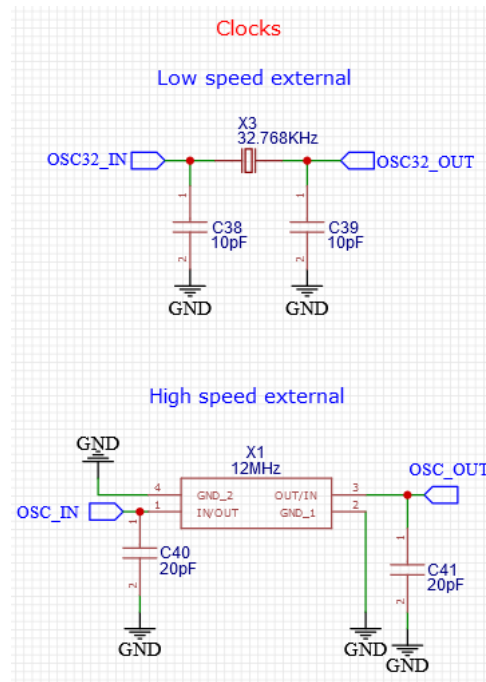 Clocks
Low speed external
X3
32.768KHz
OSC32_IN
OSC32_OUT
1
1
C38
10pF
C39
10pF
2
2
GND
GND
High speed external
GND
X1
12MHz
OSC_OUT
4
GND_2
OUT/IN
3
OSC_IN
1
IN/OUT
GND_1
2
1
C40
20pF
2
1
C41
20pF
2
GND
GND
GND